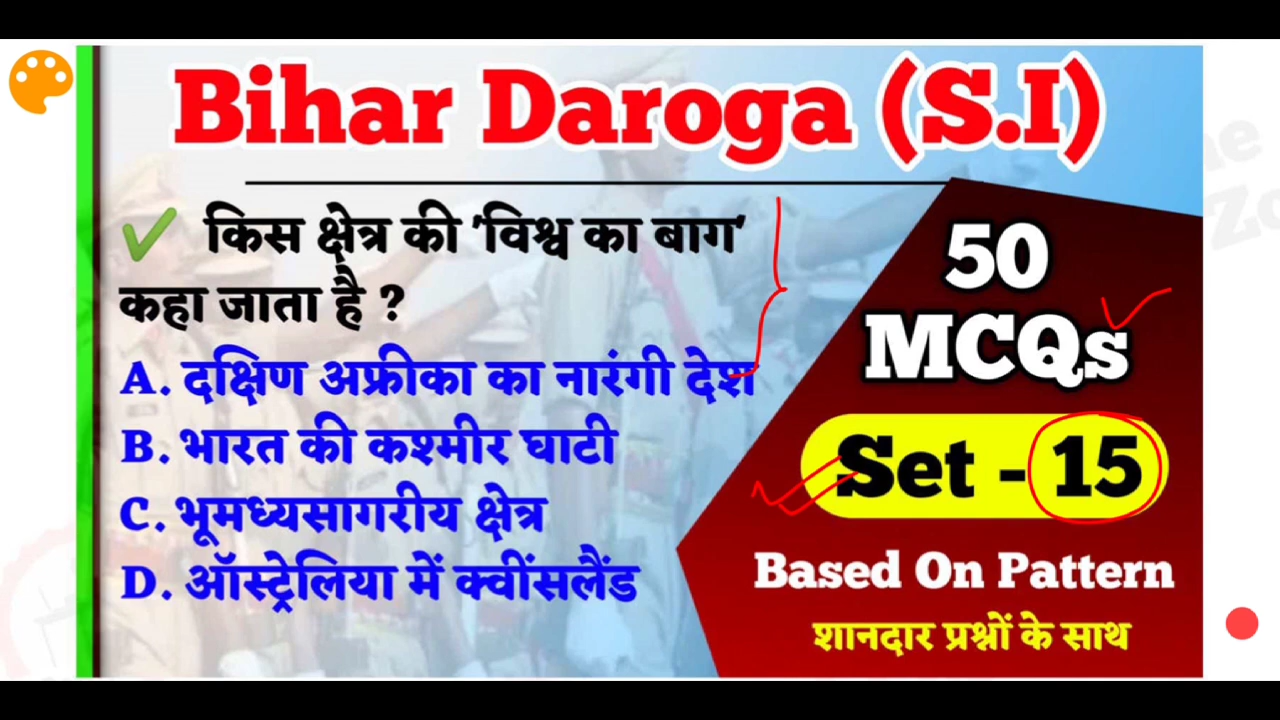 Bihar Daroga (S.I)
किस क्षेत्र की 'विश्व का बाग'
कहा जाता है ?
A. दक्षिण अफ्रीका का नारंगी देश
B. भारत की कश्मीर घाटी
C. भूमध्यसागरीय क्षेत्र
D. ऑस्ट्रेलिया में क्वींसलैंड
50
MCQs
Set - 15
Based On Pattern
शानदार प्रश्नों के साथ